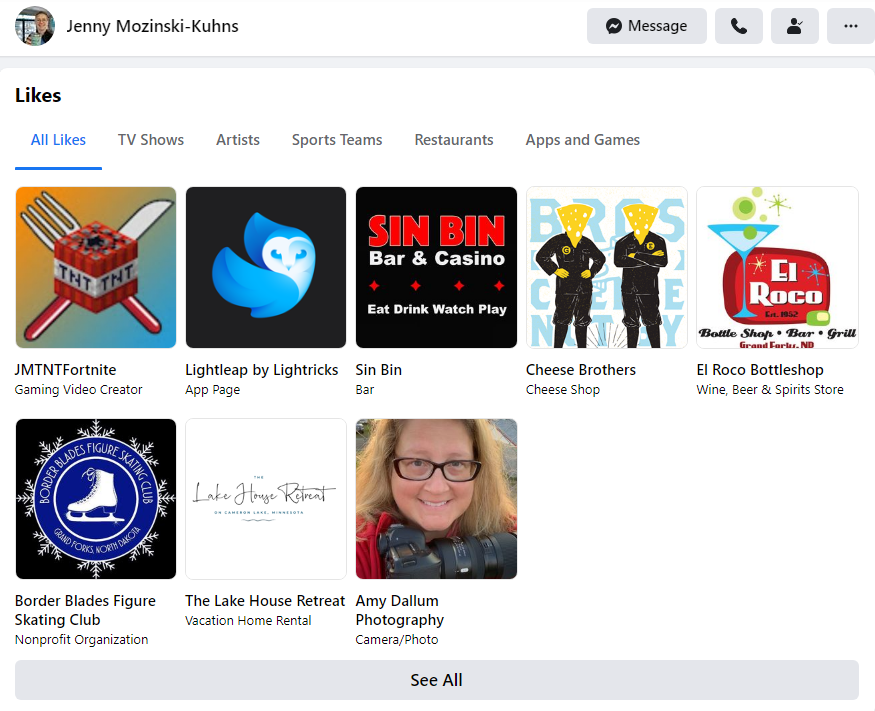 Jenny Mozinski-Kuhns
Message
Likes
All Likes
TV Shows
Artists
Sports Teams
Restaurants
Apps and Games
TNT TNT
SIN BIN
Bar & Casino
Eat Drink Watch Play
BROS
CHEESE
El
Roco
Est. 1952
Bottle Shop • Bar • Grill
Grand Forks, ND
JMTNTFortnite
Gaming Video Creator
Lightleap by Lightricks
App Page
Sin Bin
Bar
Cheese Brothers
Cheese Shop
El Roco Bottleshop
Wine, Beer & Spirits Store
BORDER BLADES FIGURE SKATING CLUB
GRAND FORKS, NORTH DAKOTA
THE
Lake House Retreat
ON CAMERON LAKE, MINNESOTA
Border Blades Figure
Skating Club
Nonprofit Organization
The Lake House Retreat
Vacation Home Rental
Amy Dallum
Photography
Camera/Photo
See All